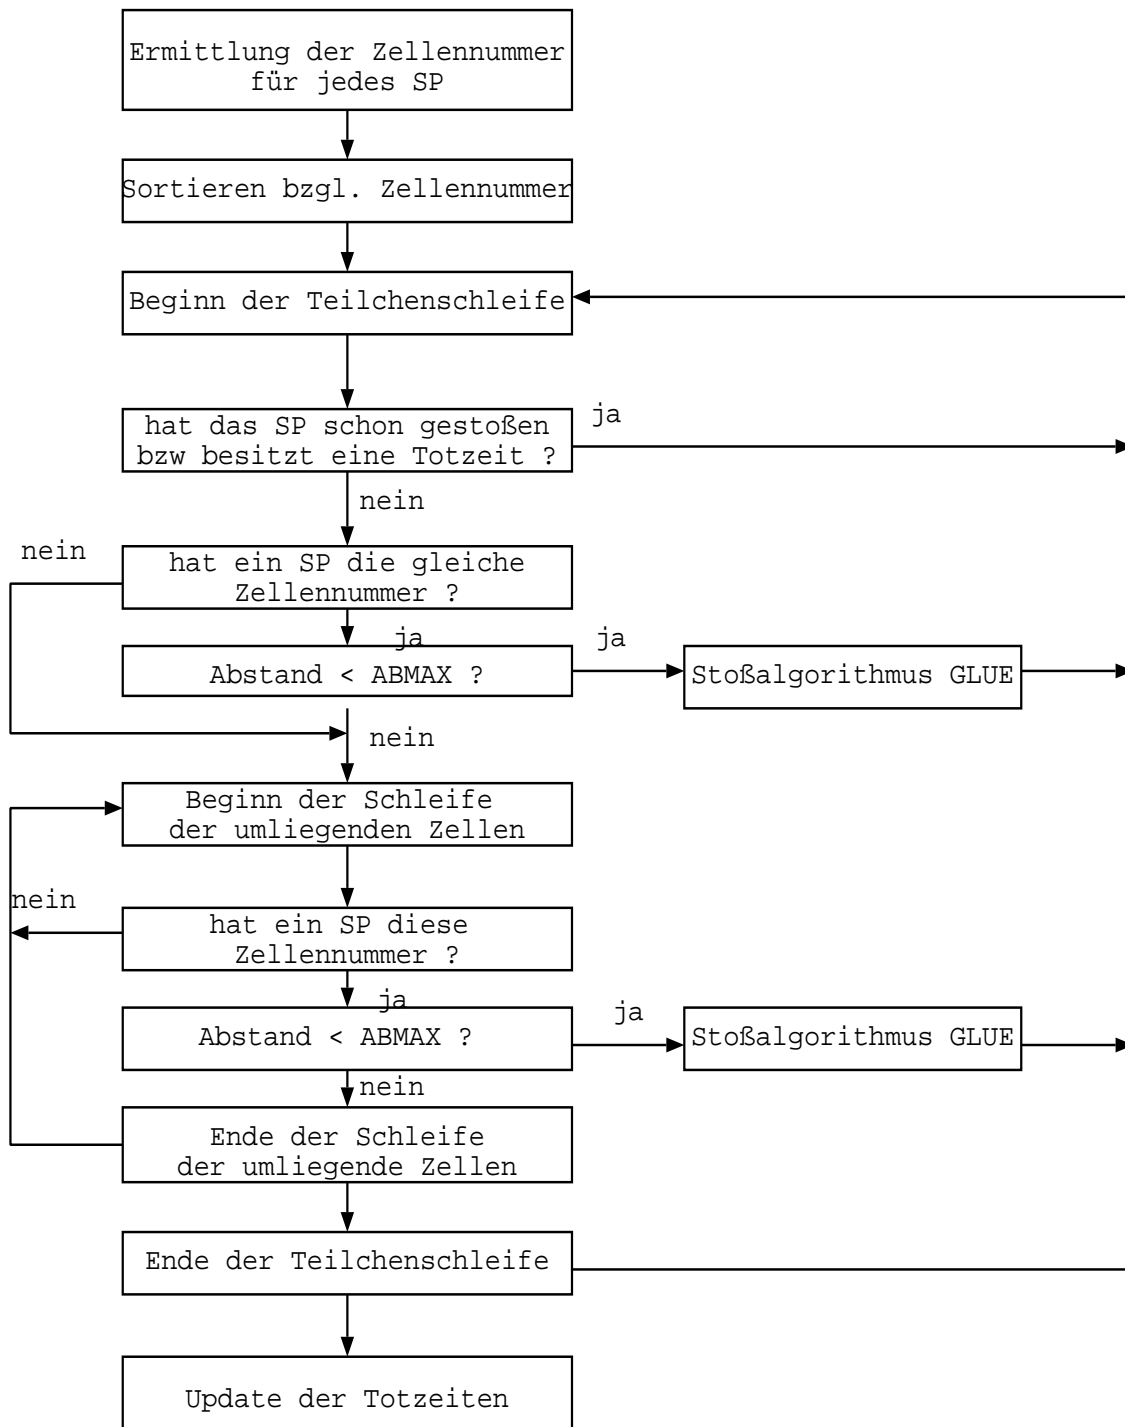 Ermittlung der Zellennummer
für jedes SP
Sortieren bzgl. Zellennummer
Beginn der Teilchenschleife
hat das SP schon gestoßen
bzw besitzt eine Totzeit ?
ja
nein
nein
hat ein SP die gleiche
Zellennummer ?
ja
Abstand < ABMAX ?
ja
Stoßalgorithmus GLUE
nein
Beginn der Schleife
der umliegenden Zellen
nein
hat ein SP diese
Zellennummer ?
ja
Abstand < ABMAX ?
ja
Stoßalgorithmus GLUE
nein
Ende der Schleife
der umliegende Zellen
Ende der Teilchenschleife
Update der Totzeiten